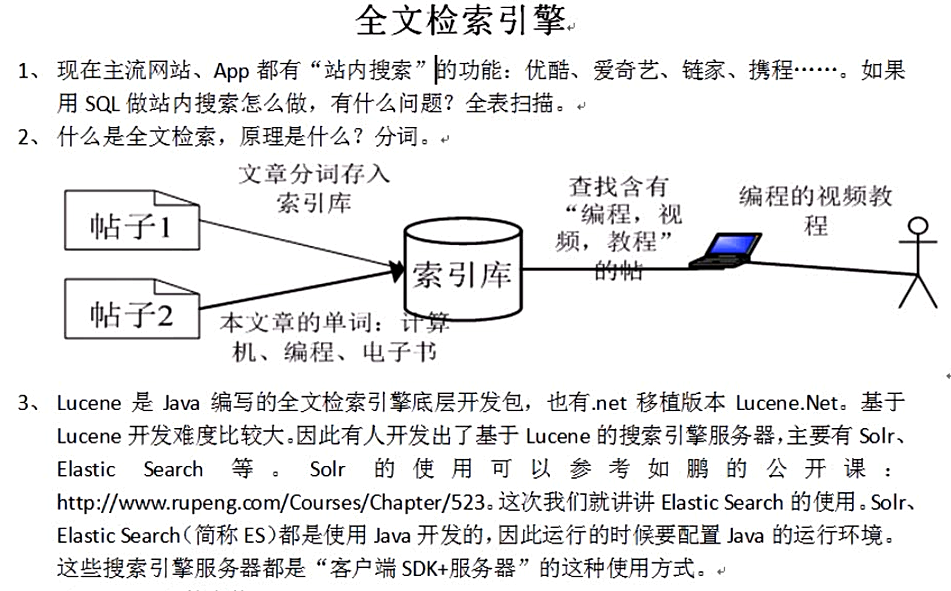 全文检索引擎
1、 现在主流网站、App 都有“站内搜索”的功能：优酷、爱奇艺、链家、携程……。如果
用 SQL 做站内搜索怎么做，有什么问题？全表扫描。
2、 什么是全文检索，原理是什么？分词。
文章分词存入
索引库
帖子1
帖子2
本文章的单词：计算
机、编程、电子书
索引库
查找含有
“编程，视
频，教程”
的帖
编程的视频教
程
3、 Lucene 是 Java 编写的全文检索引擎底层开发包，也有.net 移植版本 Lucene.Net。基于
Lucene 开发难度比较大。因此有人开发出了基于 Lucene 的搜索引擎服务器，主要有 Solr、
Elastic Search 等。Solr 的使用可以参考如鹏的公开课：
http://www.rupeng.com/Courses/Chapter/523。这次我们就讲讲 Elastic Search 的使用。Solr、
Elastic Search（简称 ES）都是使用 Java 开发的，因此运行的时候要配置 Java 的运行环境。
这些搜索引擎服务器都是“客户端 SDK+服务器”的这种使用方式。